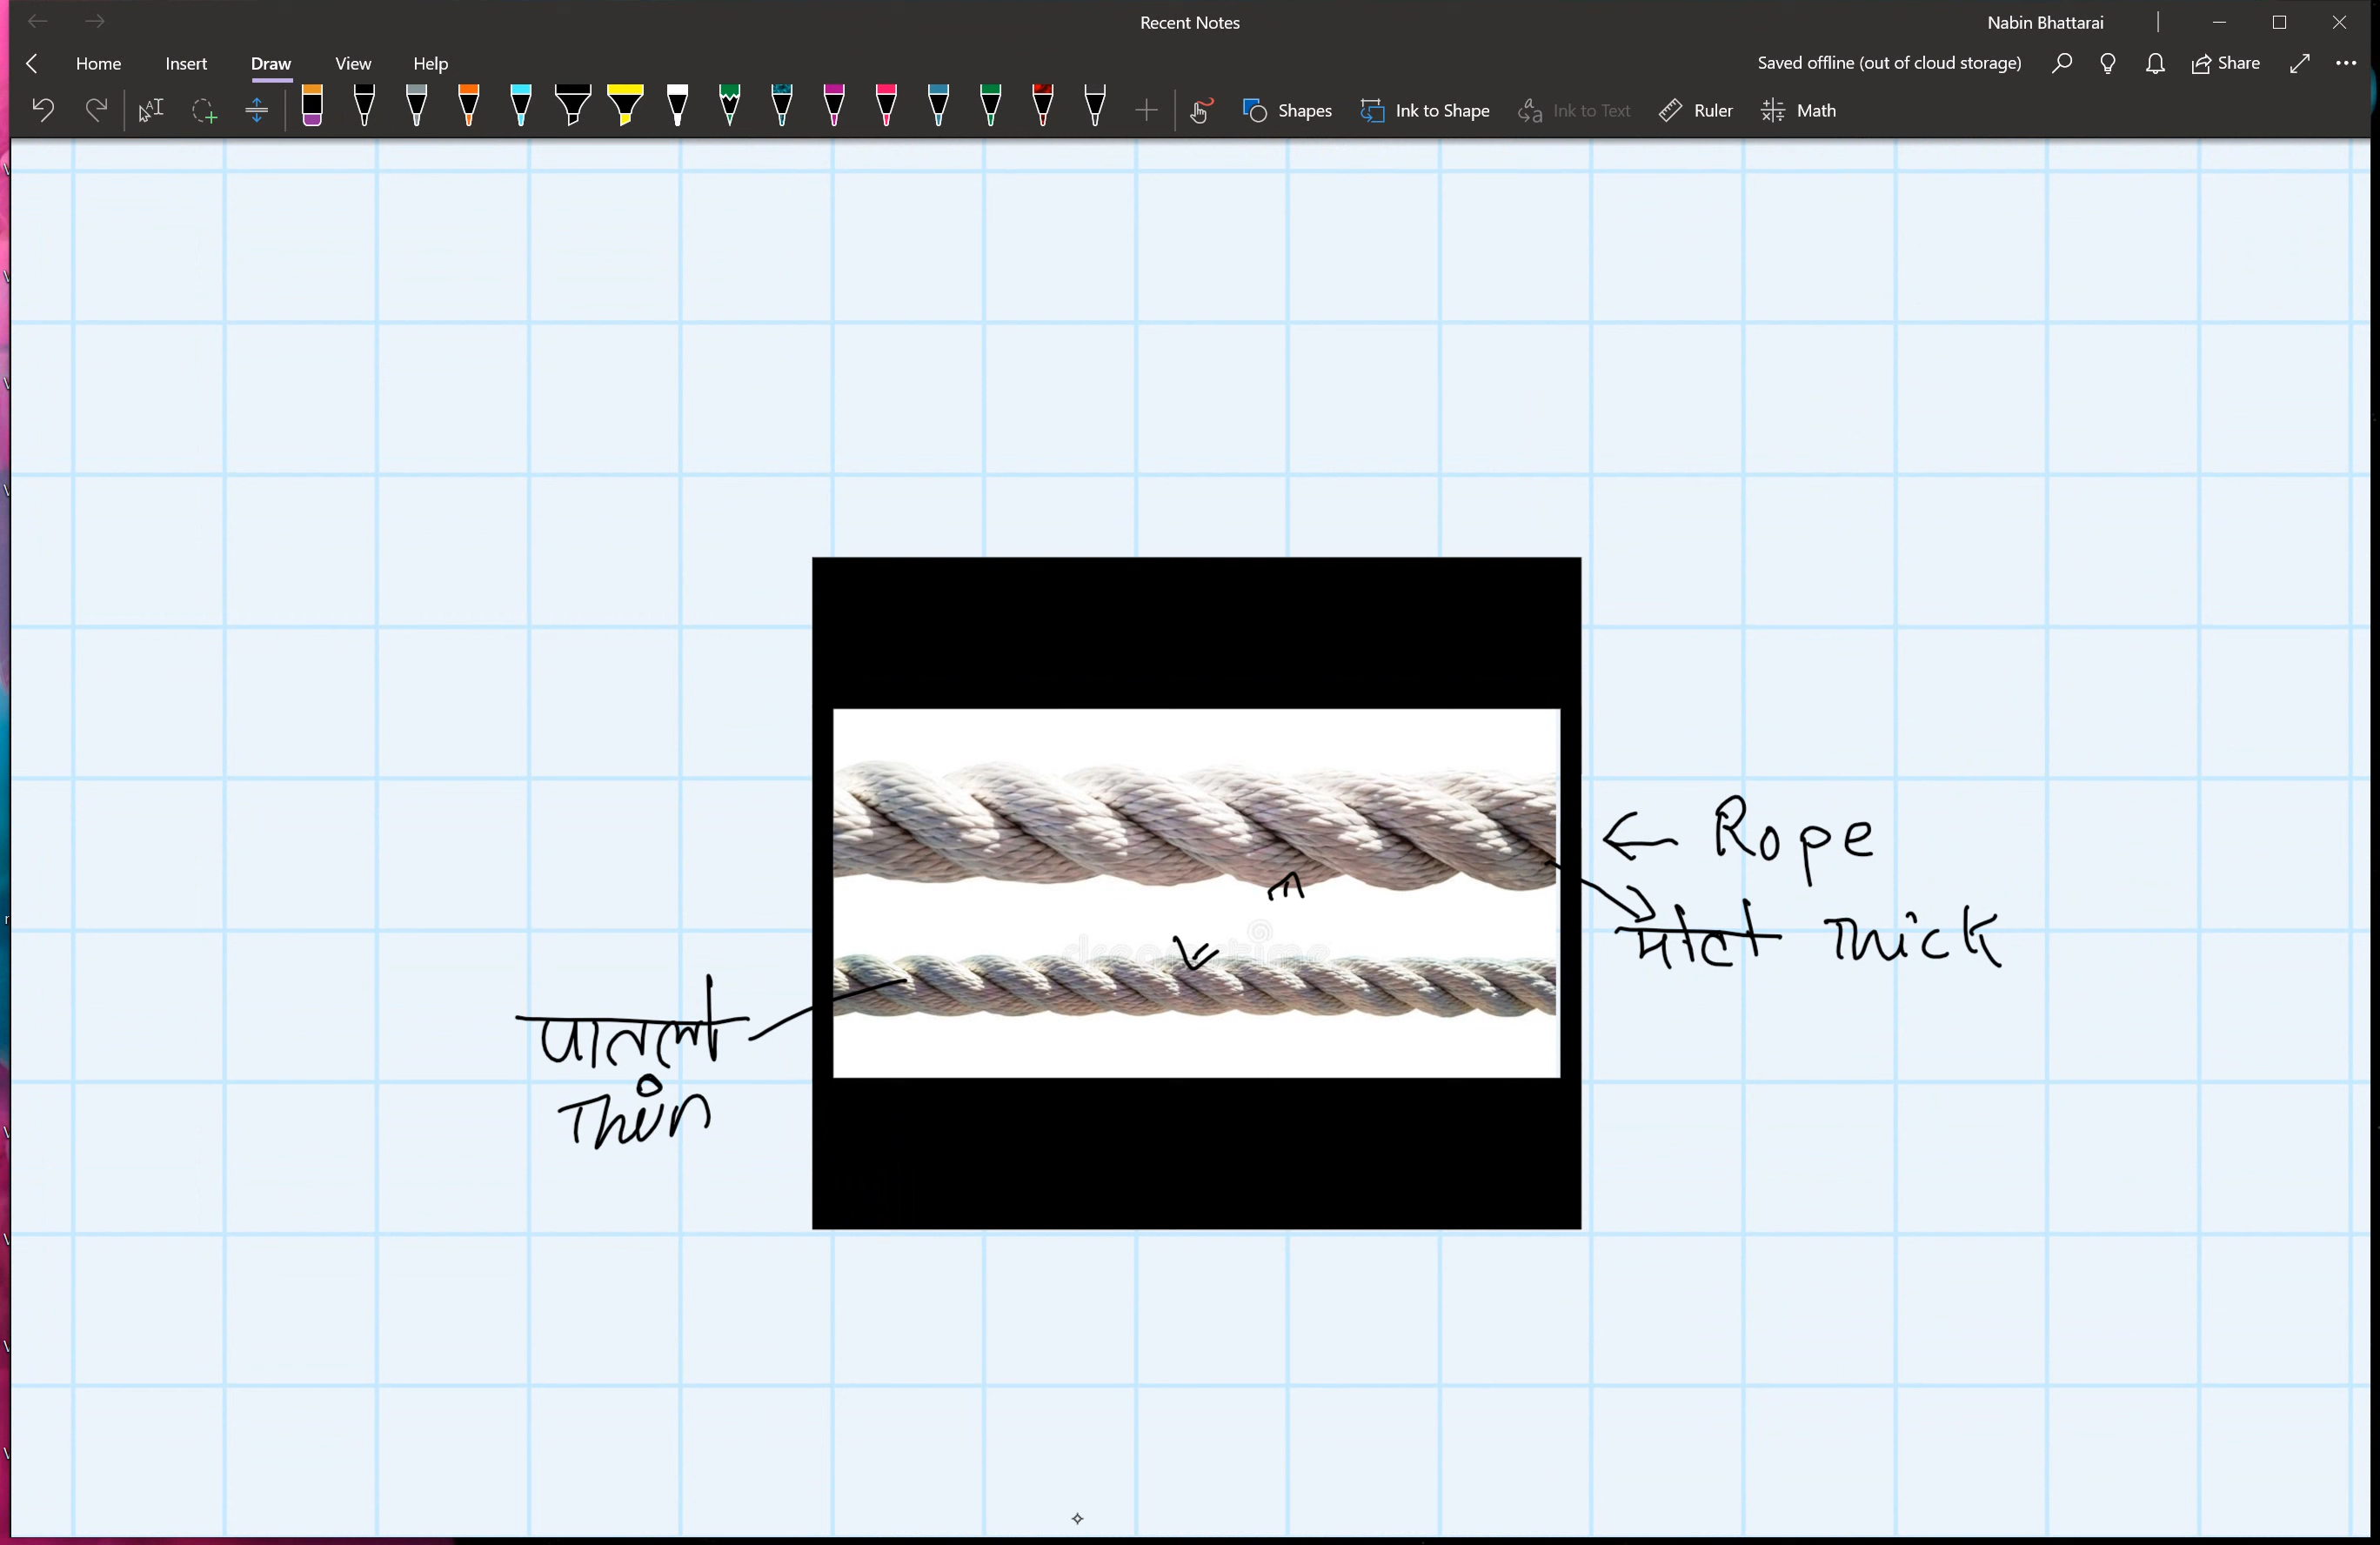 Recent Notes
Nabin Bhattarai
Home Insert Draw View Help
Saved offline (out of cloud storage)
Share
Shapes Ink to Shape Ink to Text Ruler Math
← Rope
Thick
dreamstime
पातलो
Thin